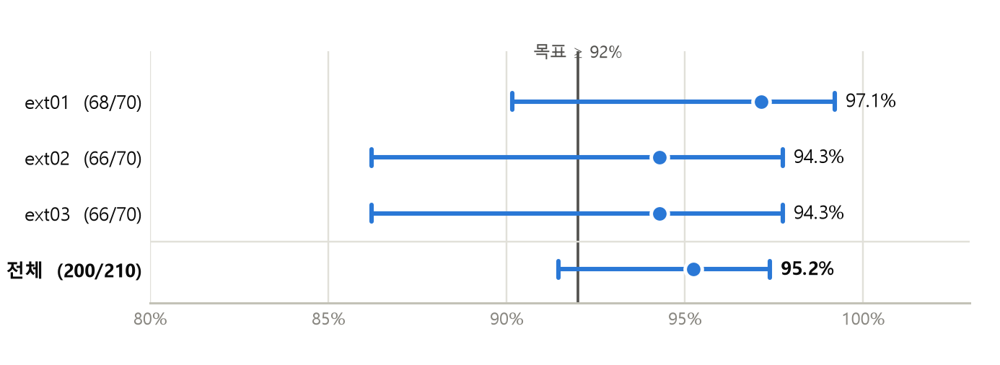 목표 ≥ 92%
ext01 (68/70) 97.1%
ext02 (66/70) 94.3%
ext03 (66/70) 94.3%
전체 (200/210) 95.2%
80% 85% 90% 95% 100%